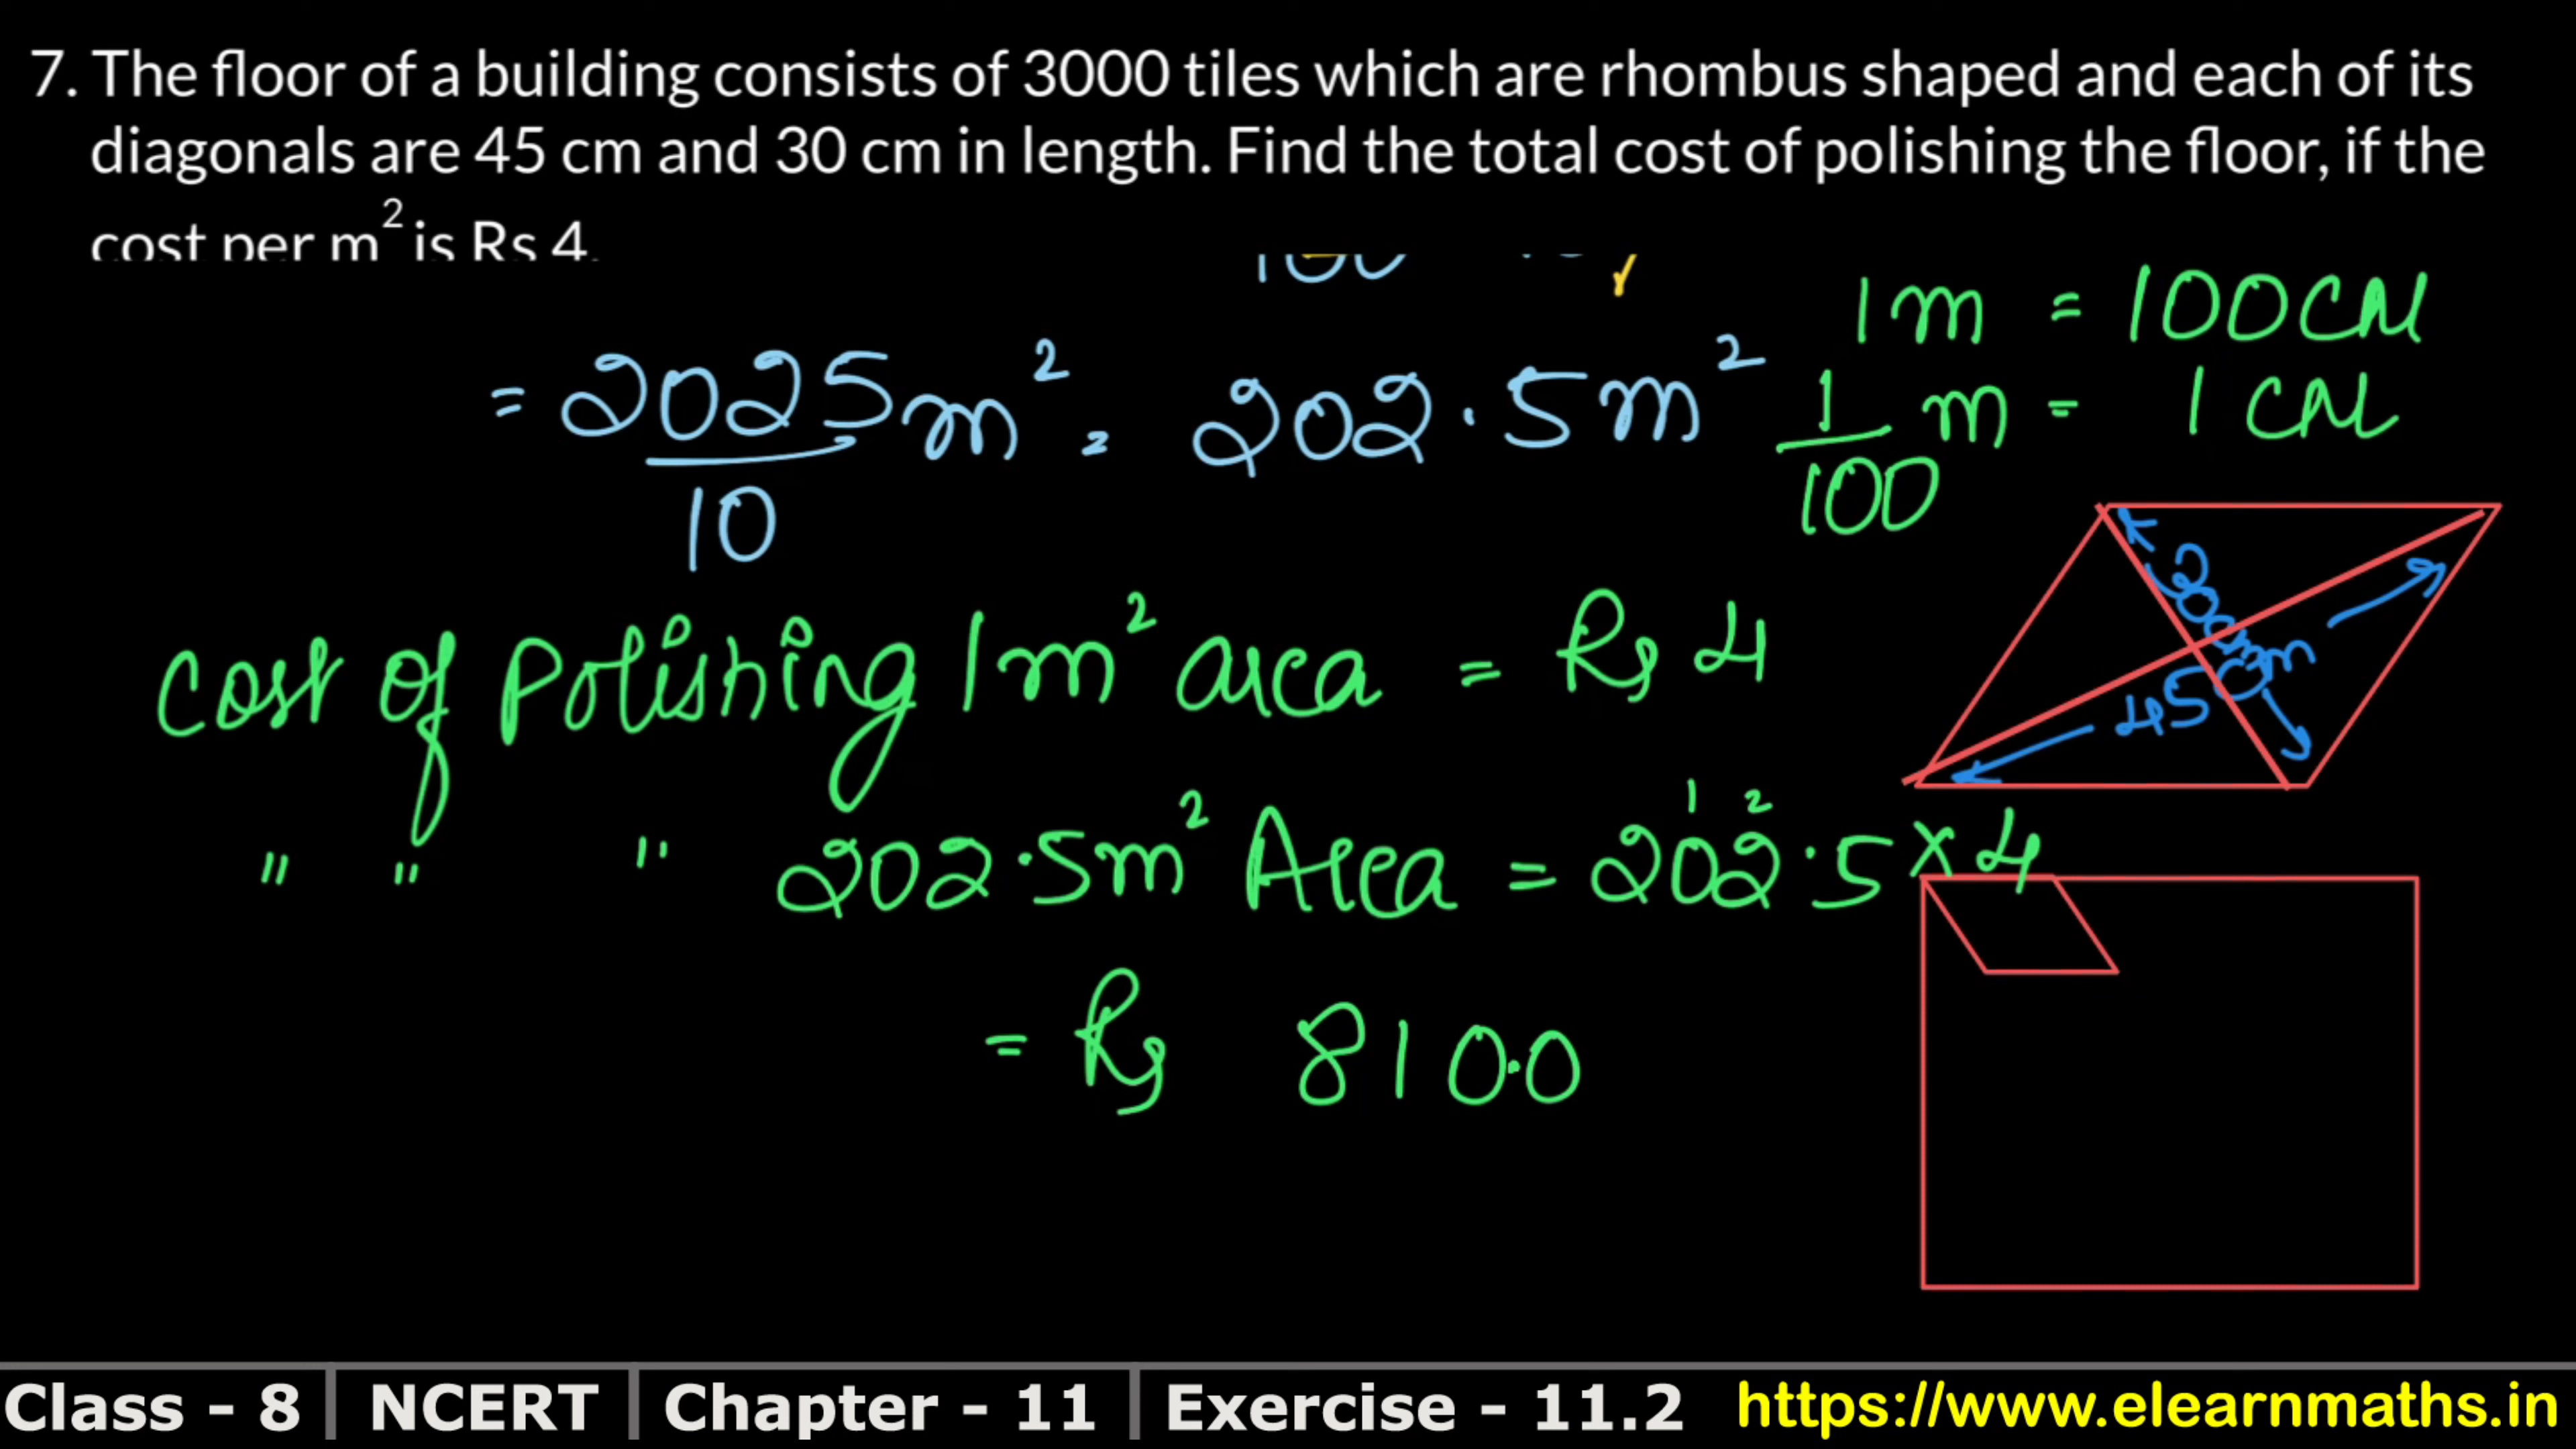 7. The floor of a building consists of 3000 tiles which are rhombus shaped and each of its
diagonals are 45 cm and 30 cm in length. Find the total cost of polishing the floor, if the
cost per m² is Rs 4.
1m = 100CM
= 2025/10 m² = 202.5m²
1/100 m = 1 CM
30cm
45cm
Cost of Polishing 1m² area = Rs 4
" " " 202.5m² Area = 202.5×4
1 2
= Rs 810.0
Class - 8 | NCERT | Chapter - 11 | Exercise - 11.2 https://www.elearnmaths.in